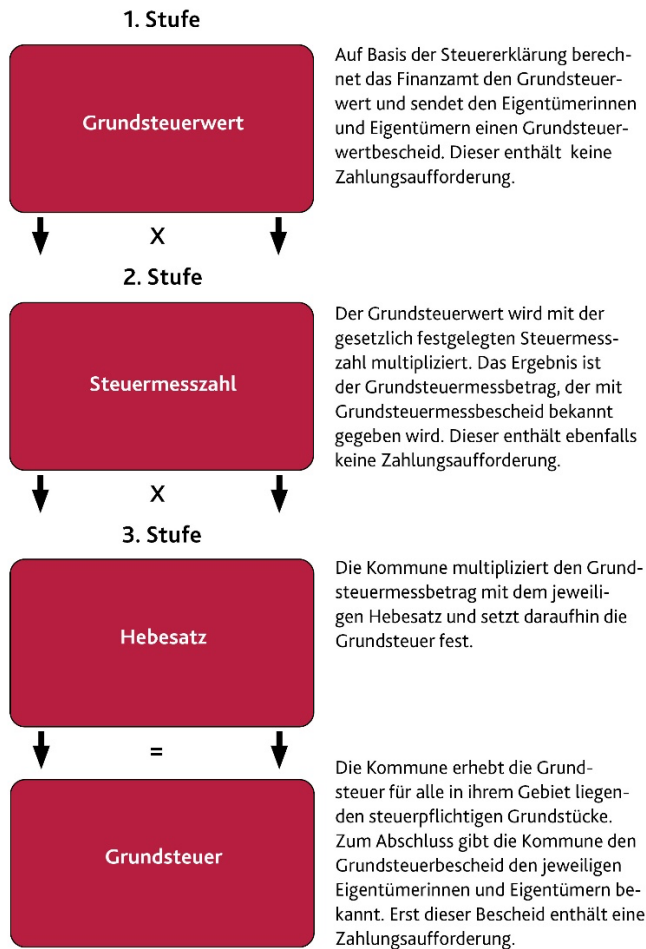 1. Stufe
Grundsteuerwert
Auf Basis der Steuererklärung berech-
net das Finanzamt den Grundsteuer-
wert und sendet den Eigentümerinnen
und Eigentümern einen Grundsteuer-
wertbescheid. Dieser enthält keine
Zahlungsaufforderung.
X
2. Stufe
Steuermesszahl
Der Grundsteuerwert wird mit der
gesetzlich festgelegten Steuermess-
zahl multipliziert. Das Ergebnis ist
der Grundsteuermessbetrag, der mit
Grundsteuermessbescheid bekannt
gegeben wird. Dieser enthält ebenfalls
keine Zahlungsaufforderung.
X
3. Stufe
Hebesatz
Die Kommune multipliziert den Grund-
steuermessbetrag mit dem jeweili-
gen Hebesatz und setzt daraufhin die
Grundsteuer fest.
=
Grundsteuer
Die Kommune erhebt die Grund-
steuer für alle in ihrem Gebiet liegen-
den steuerpflichtigen Grundstücke.
Zum Abschluss gibt die Kommune den
Grundsteuerbescheid den jeweiligen
Eigentümerinnen und Eigentümern be-
kannt. Erst dieser Bescheid enthält eine
Zahlungsaufforderung.